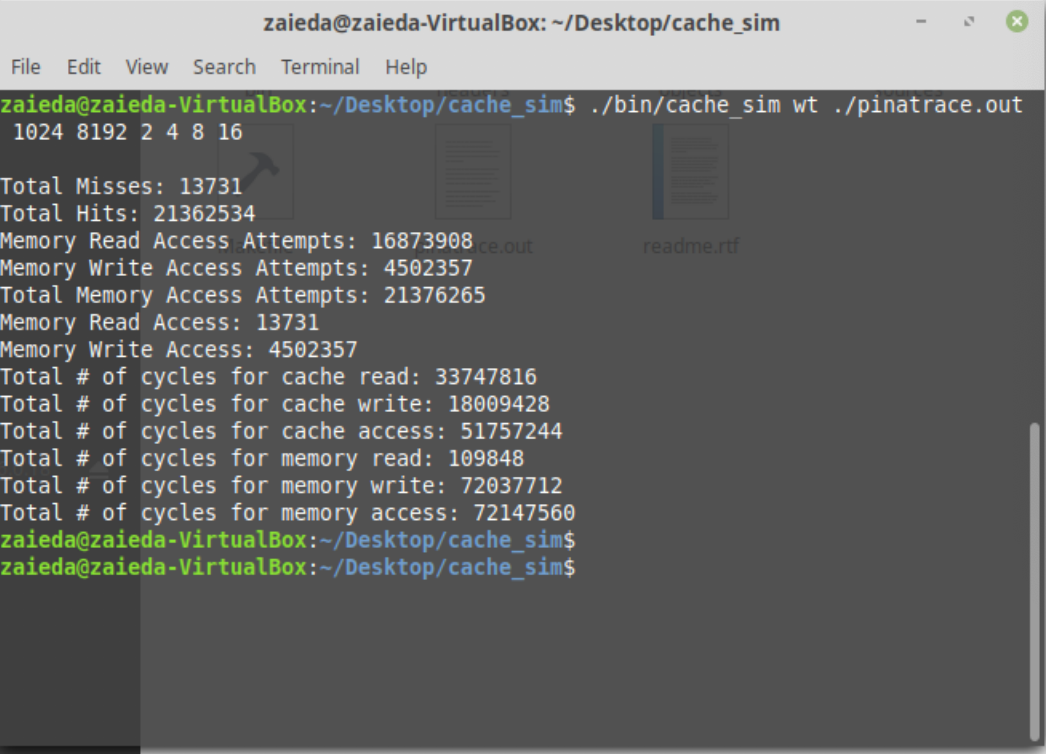 zaieda@zaieda-VirtualBox: ~/Desktop/cache_sim
File Edit View Search Terminal Help
zaieda@zaieda-VirtualBox:~/Desktop/cache_sim$ ./bin/cache_sim wt ./pinatrace.out
1024 8192 2 4 8 16
Total Misses: 13731
Total Hits: 21362534
Memory Read Access Attempts: 16873908
Memory Write Access Attempts: 4502357
Total Memory Access Attempts: 21376265
Memory Read Access: 13731
Memory Write Access: 4502357
Total # of cycles for cache read: 33747816
Total # of cycles for cache write: 18009428
Total # of cycles for cache access: 51757244
Total # of cycles for memory read: 109848
Total # of cycles for memory write: 72037712
Total # of cycles for memory access: 72147560
zaieda@zaieda-VirtualBox:~/Desktop/cache_sim$
zaieda@zaieda-VirtualBox:~/Desktop/cache_sim$
readme.rtf